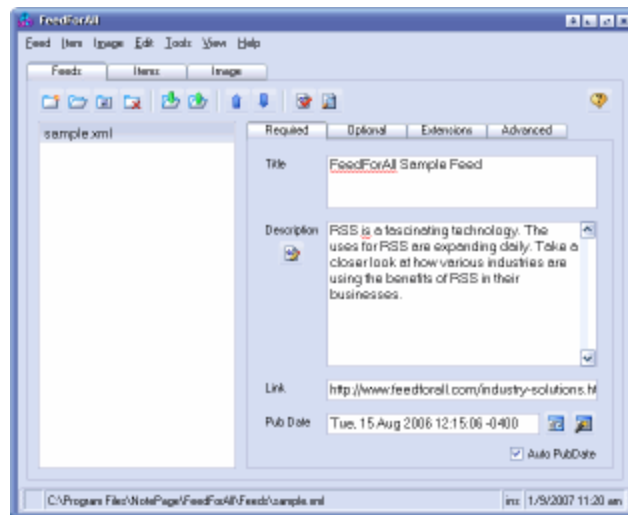 FeedForAll
Feed Item Image Edit Tools View Help
Feeds Items Image
sample.xml
Required Optional Extensions Advanced
Title
FeedForAll Sample Feed
Description
RSS is a fascinating technology. The
uses for RSS are expanding daily. Take a
closer look at how various industries are
using the benefits of RSS in their
businesses.
Link
http://www.feedforall.com/industry-solutions.ht
Pub Date
Tue, 15 Aug 2006 12:15:06 -0400
Auto PubDate
C:\Program Files\NotePage\FeedForAll\Feeds\sample.xml
ins 1/9/2007 11:20 am